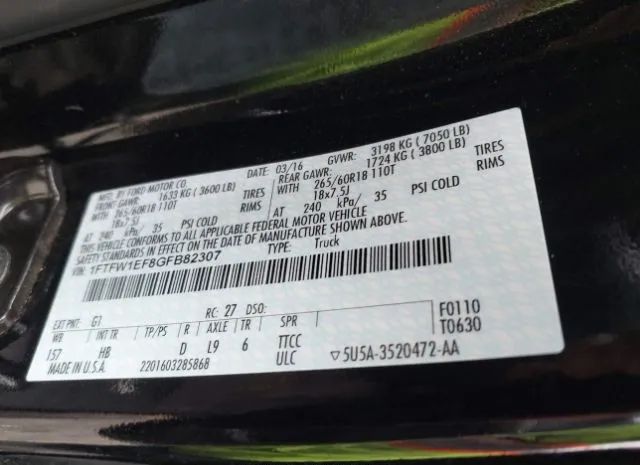 MFD. BY FORD MOTOR CO.
DATE: 03/16 GVWR: 3198 KG ( 7050 LB)
FRONT GAWR: 1633 KG ( 3600 LB) REAR GAWR: 1724 KG ( 3800 LB)
WITH 265/60R18 110T TIRES WITH 265/60R18 110T TIRES
18x7.5J RIMS 18x7.5J RIMS
AT 240 kPa/ 35 PSI COLD AT 240 kPa/ 35 PSI COLD
THIS VEHICLE CONFORMS TO ALL APPLICABLE FEDERAL MOTOR VEHICLE
SAFETY STANDARDS IN EFFECT ON THE DATE OF MANUFACTURE SHOWN ABOVE.
VIN: 1FTFW1EF8GFB82307 TYPE: Truck
EXT PNT: G1 RC: 27 DSO: F0110
WB INT TR TP/PS R AXLE TR SPR T0630
157 HB D L9 6 TTCC
ULC ▽5U5A-3520472-AA
MADE IN U.S.A. 2201603285868